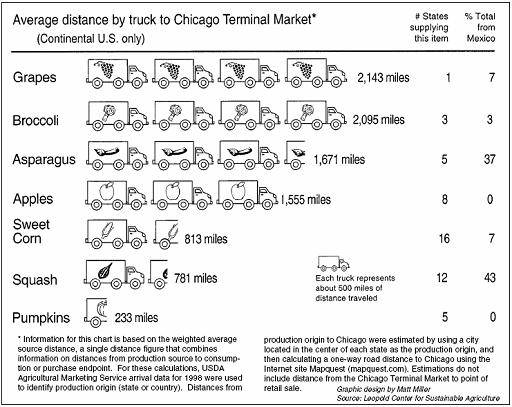 Average distance by truck to Chicago Terminal Market*
(Continental U.S. only)
# States
supplying
this item
% Total
from
Mexico
Grapes 2,143 miles 1 7
Broccoli 2,095 miles 3 3
Asparagus 1,671 miles 5 37
Apples 1,555 miles 8 0
Sweet
Corn 813 miles 16 7
Squash 781 miles 12 43
Each truck represents
about 500 miles of
distance traveled
Pumpkins 233 miles 5 0
* Information for this chart is based on the weighted average
source distance, a single distance figure that combines
information on distances from production source to consump-
tion or purchase endpoint. For these calculations, USDA
Agricultural Marketing Service arrival data for 1998 were used
to identify production origin (state or country). Distances from
production origin to Chicago were estimated by using a city
located in the center of each state as the production origin, and
then calculating a one-way road distance to Chicago using the
Internet site Mapquest (mapquest.com). Estimations do not
include distance from the Chicago Terminal Market to point of
retail sale.
Graphic design by Matt Miller
Source: Leopold Center for Sustainable Agriculture